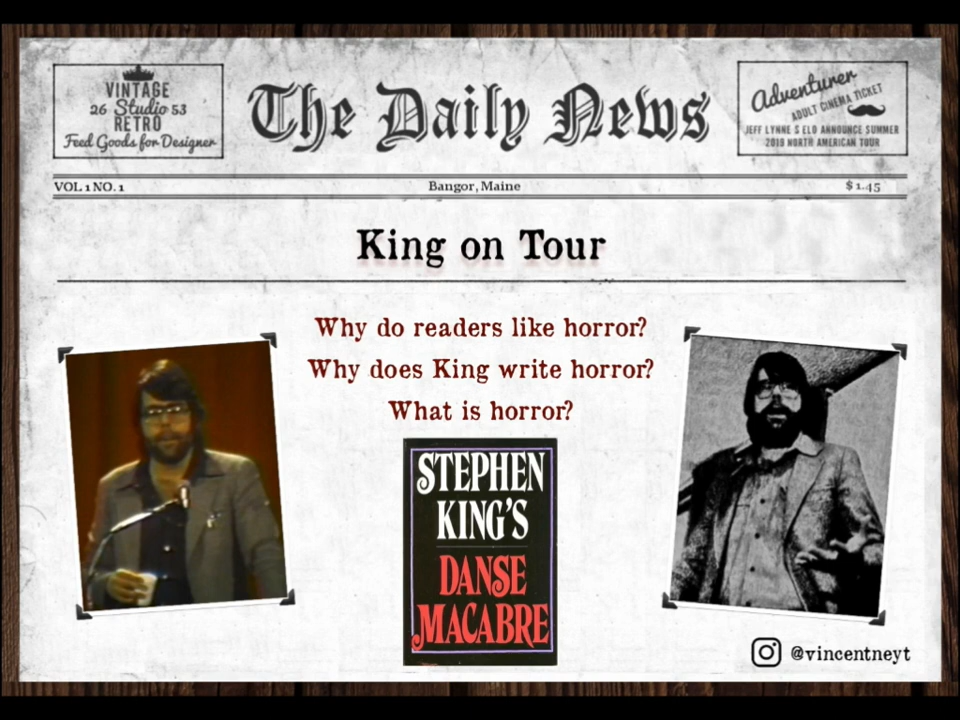 VINTAGE
26 Studio 53
RETRO
Feed Goods for Designer
The Daily News
Adventurer
ADULT CINEMA TICKET
JEFF LYNNE S ELO ANNOUNCE SUMMER
2019 NORTH AMERICAN TOUR
VOL 1 NO. 1
Bangor, Maine
$ 1.45
King on Tour
Why do readers like horror?
Why does King write horror?
What is horror?
STEPHEN
KING'S
DANSE
MACABRE
@vincentneyt